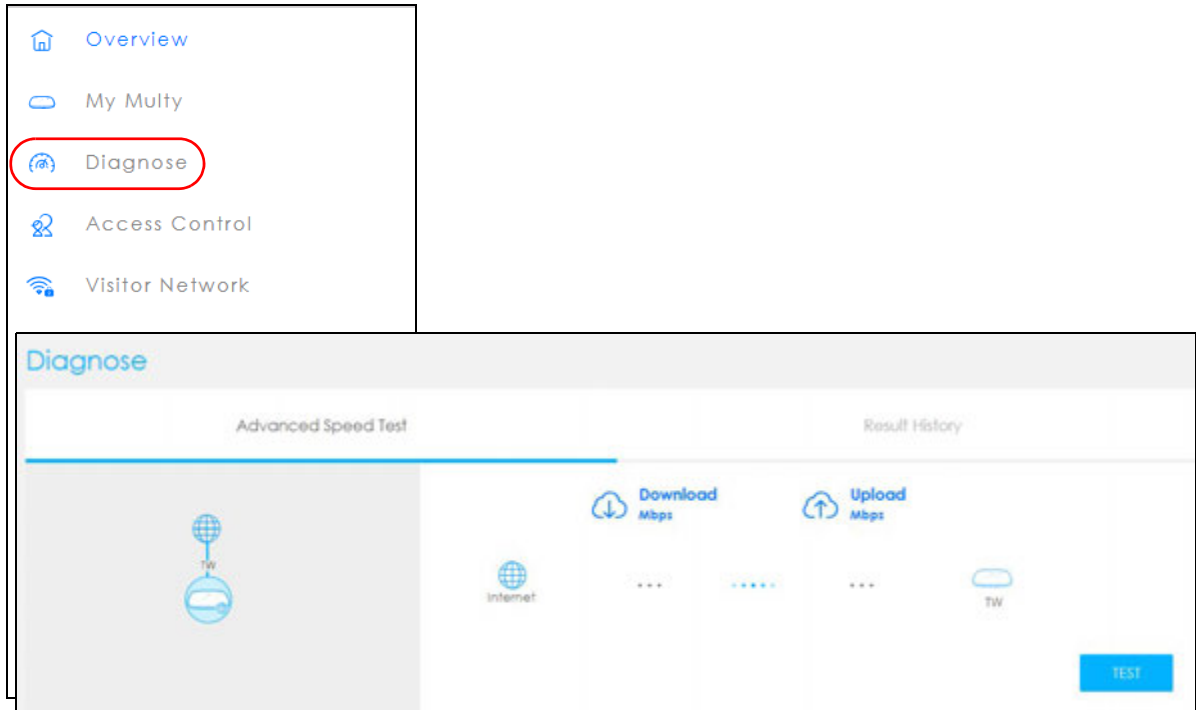 Overview
My Multy
Diagnose
Access Control
Visitor Network
Diagnose
Advanced Speed Test Result History
Download Upload
Mbps Mbps
TW
Internet
TW
TEST